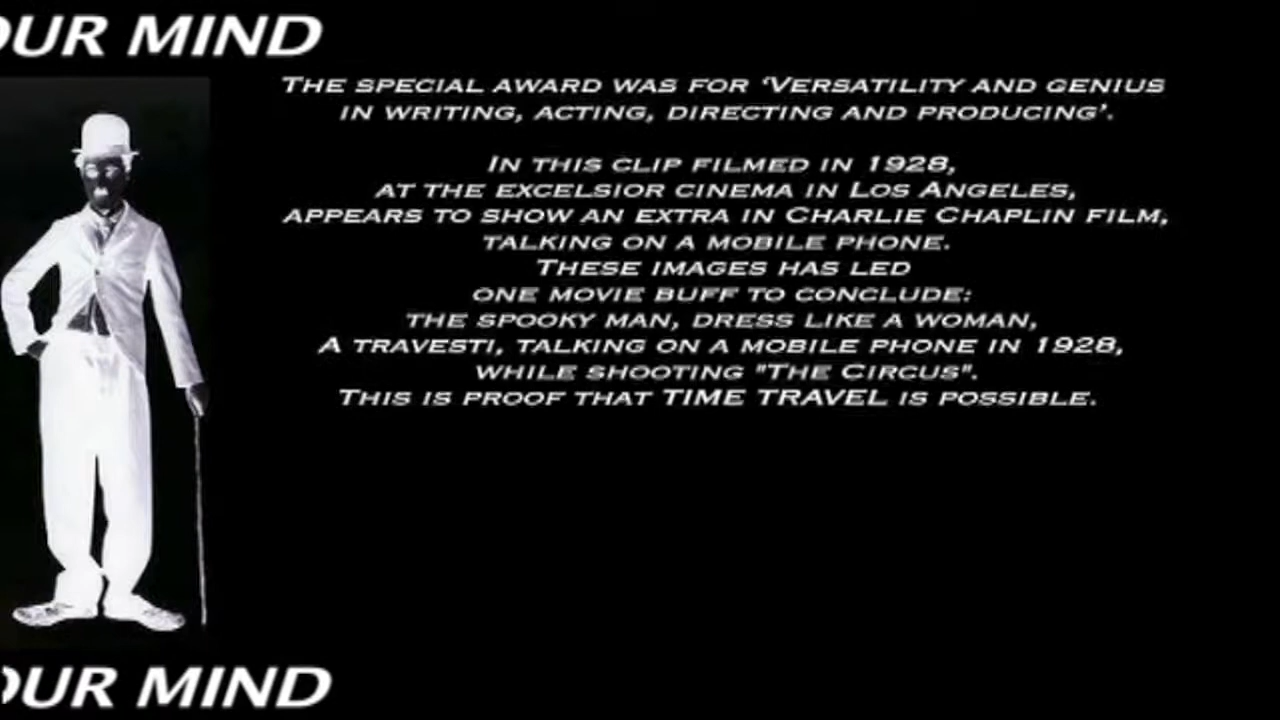 OUR MIND
The special award was for ‘Versatility and genius
in writing, acting, directing and producing’.
In this clip filmed in 1928,
at the excelsior cinema in Los Angeles,
appears to show an extra in Charlie Chaplin film,
talking on a mobile phone.
These images has led
one movie buff to conclude:
the spooky man, dress like a woman,
A travesti, talking on a mobile phone in 1928,
while shooting "The Circus".
This is proof that TIME TRAVEL is possible.
OUR MIND